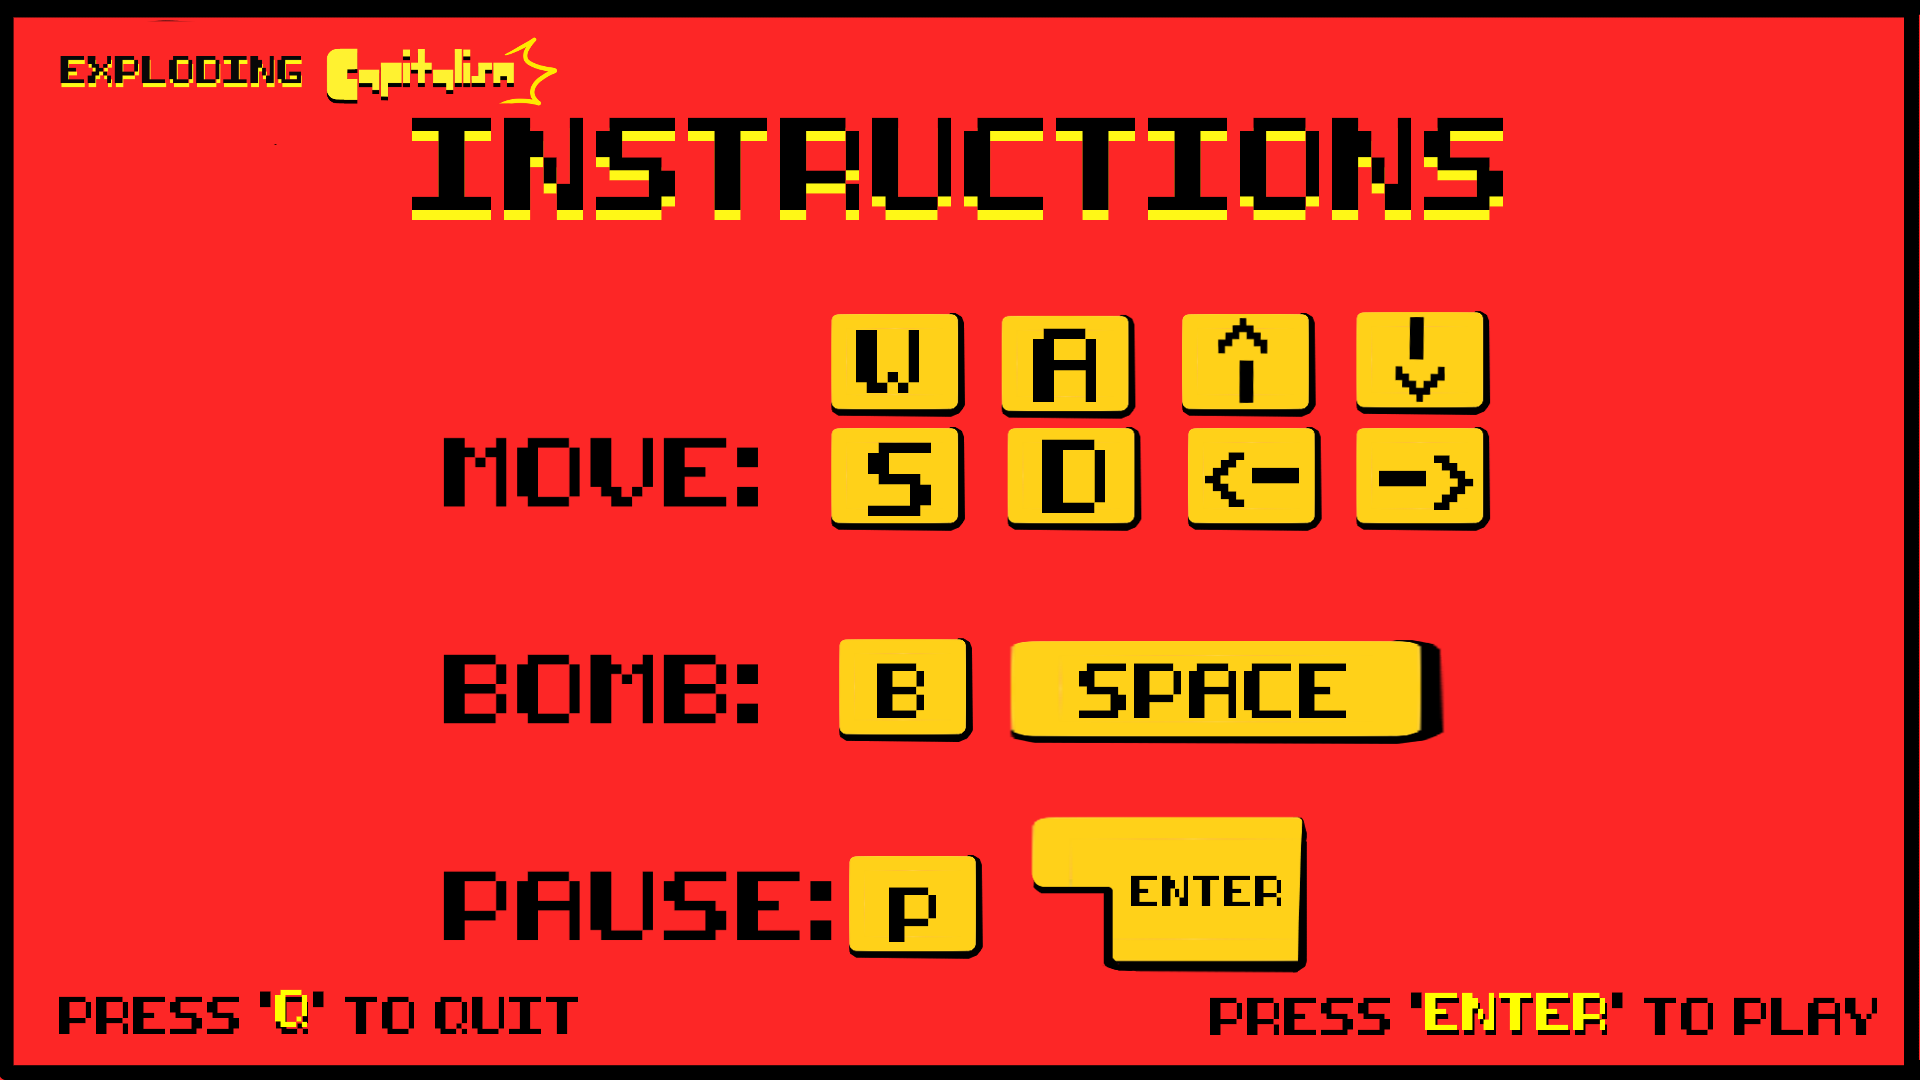 EXPLODING Capitalism
INSTRUCTIONS
W A ↑ ↓
MOVE: S D <- ->
BOMB: B SPACE
PAUSE: P ENTER
PRESS 'Q' TO QUIT
PRESS 'ENTER' TO PLAY